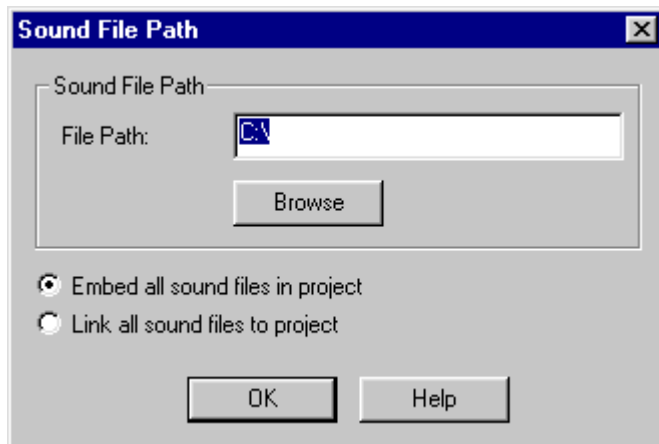 Sound File Path
Sound File Path
File Path: C:\
Browse
Embed all sound files in project
Link all sound files to project
OK Help